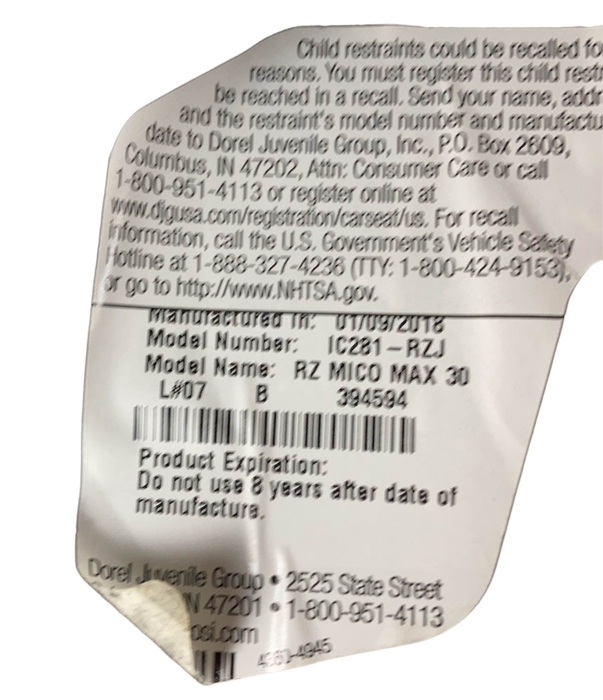 Child restraints could be recalled fo
reasons. You must register this child restr
be reached in a recall. Send your name, addr
and the restraint's model number and manufactu
date to Dorel Juvenile Group, Inc., P.O. Box 2609,
Columbus, IN 47202, Attn: Consumer Care or call
1-800-951-4113 or register online at
www.djgusa.com/registration/carseat/us. For recall
information, call the U.S. Government's Vehicle Safety
Hotline at 1-888-327-4236 (TTY: 1-800-424-9153),
or go to http://www.NHTSA.gov.
Manufactured in: 01/09/2018
Model Number: IC281-RZJ
Model Name: RZ MICO MAX 30
L#07 B 394594
Product Expiration:
Do not use 8 years after date of
manufacture.
Dorel Juvenile Group • 2525 State Street
IN 47201 • 1-800-951-4113
osi.com
4360-4945